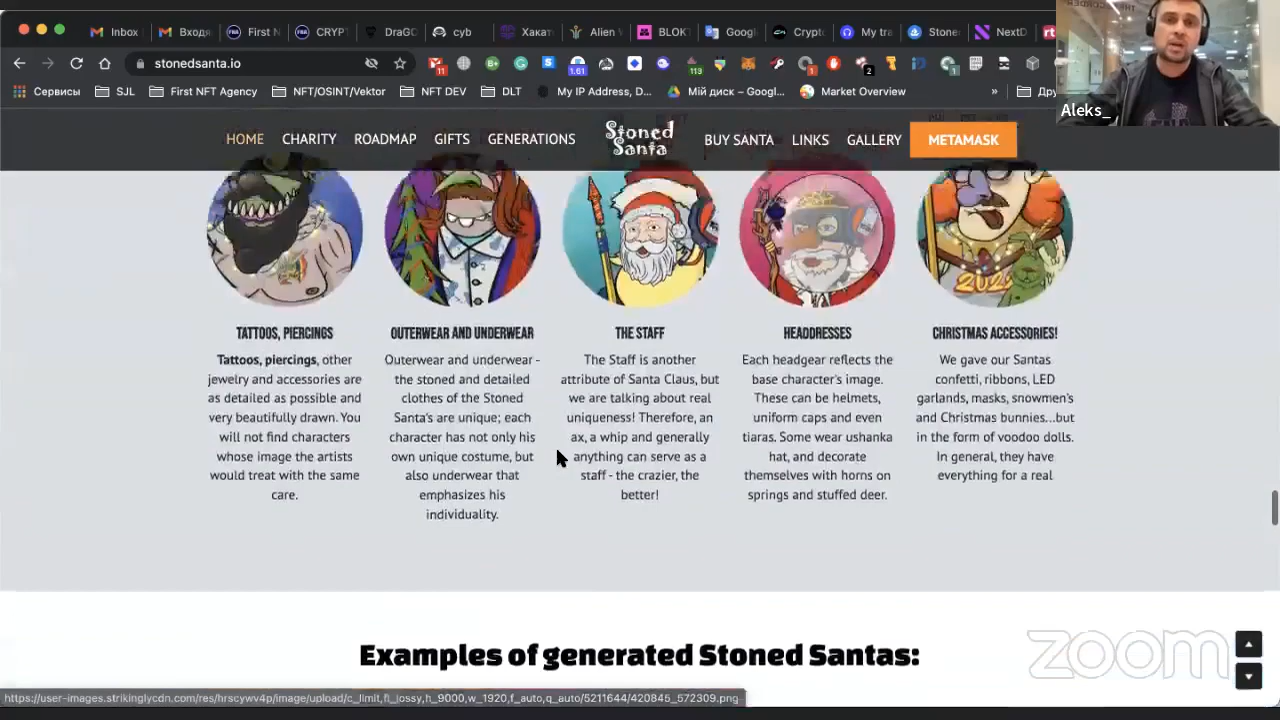 Inbox
Входя
First N
CRYPT
DraGC
cyb
Хакат
Alien \
BLOKT
Googl
Crypto
My tra
Stone
NextD
rt
stonedsanta.io
11
1.61
113
1
2
1
Сервисы
SJL
First NFT Agency
NFT/OSINT/Vektor
NFT DEV
DLT
My IP Address, D...
Мій диск – Googl...
Market Overview
»
Дру
Aleks_
HOME
CHARITY
ROADMAP
GIFTS
GENERATIONS
Stoned
Santa
BUY SANTA
LINKS
GALLERY
METAMASK
202
TATTOOS, PIERCINGS
Tattoos, piercings, other
jewelry and accessories are
as detailed as possible and
very beautifully drawn. You
will not find characters
whose image the artists
would treat with the same
care.
OUTERWEAR AND UNDERWEAR
Outerwear and underwear -
the stoned and detailed
clothes of the Stoned
Santa's are unique; each
character has not only his
own unique costume, but
also underwear that
emphasizes his
individuality.
THE STAFF
The Staff is another
attribute of Santa Claus, but
we are talking about real
uniqueness! Therefore, an
ax, a whip and generally
anything can serve as a
staff - the crazier, the
better!
HEADDRESSES
Each headgear reflects the
base character's image.
These can be helmets,
uniform caps and even
tiaras. Some wear ushanka
hat, and decorate
themselves with horns on
springs and stuffed deer.
CHRISTMAS ACCESSORIES!
We gave our Santas
confetti, ribbons, LED
garlands, masks, snowmen's
and Christmas bunnies...but
in the form of voodoo dolls.
In general, they have
everything for a real
Examples of generated Stoned Santas:
zoom
https://user-images.strikinglycdn.com/res/hrscywv4p/image/upload/c_limit,fl_lossy,h_9000,w_1920,f_auto,q_auto/5211644/420845_572309.png